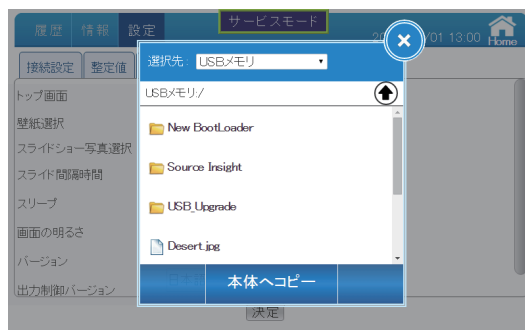 履歴 情報 設定
サービスモード
/01 13:00
Home
接続設定 整定値
選択先: USBメモリ
USBメモリ:/
トップ画面
壁紙選択
スライドショー写真選択
スライド間隔時間
スリープ
画面の明るさ
バージョン
出力制御バージョン
New BootLoader
Source Insight
USB_Upgrade
Desert.jpg
本体へコピー
決定